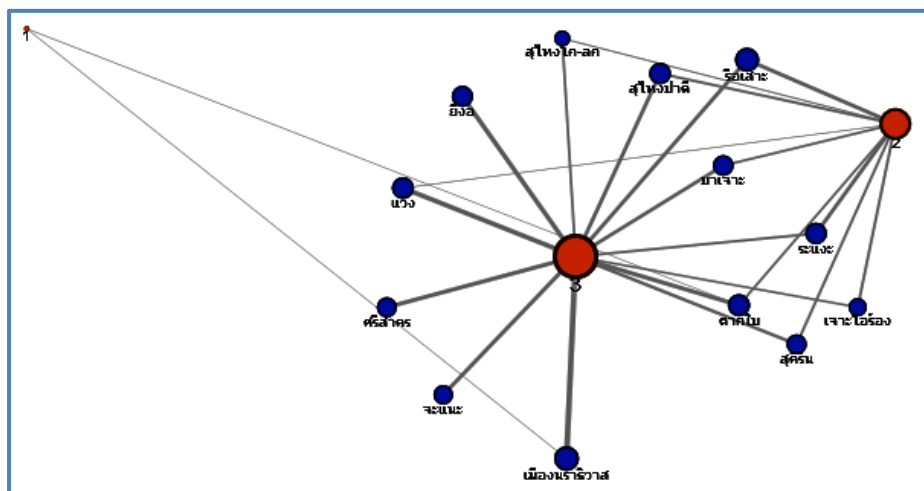 1
สุไหงโก-ลก
สุไหงปาดี
รือเสาะ
ยี่งอ
2
บาเจาะ
แว้ง
ระแงะ
3
ศรีสาคร
ตากใบ
เจาะไอร้อง
สุคิริน
จะแนะ
เมืองนราธิวาส